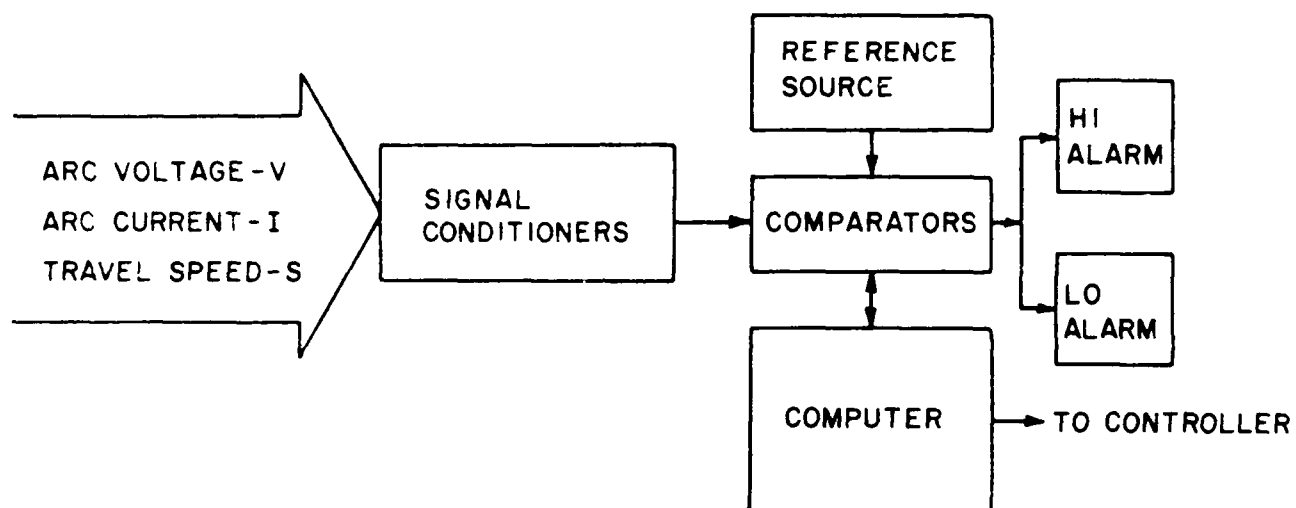 ARC VOLTAGE-V
ARC CURRENT-I
TRAVEL SPEED-S
SIGNAL
CONDITIONERS
REFERENCE
SOURCE
COMPARATORS
HI
ALARM
LO
ALARM
COMPUTER
TO CONTROLLER